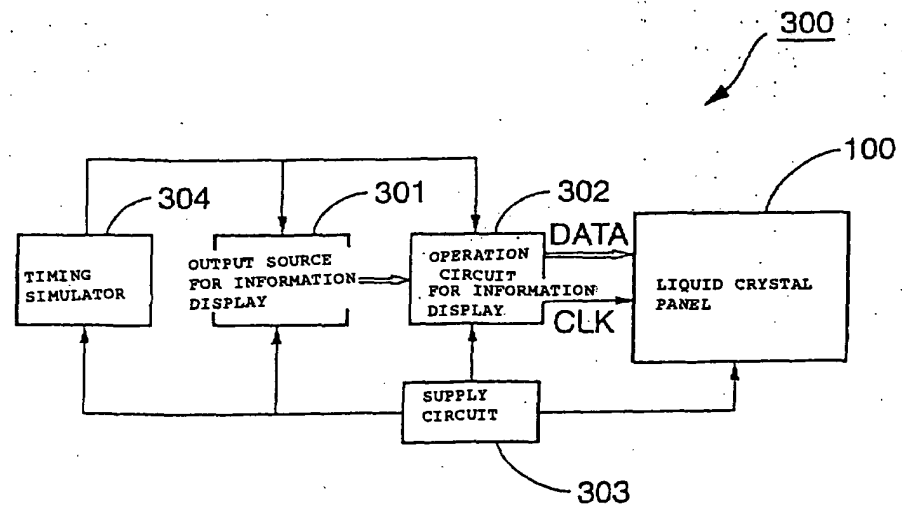 300
100
304
301
302
DATA
TIMING
SIMULATOR
OUTPUT SOURCE
FOR INFORMATION
DISPLAY
OPERATION
CIRCUIT
FOR INFORMATION
DISPLAY
CLK
LIQUID CRYSTAL
PANEL
SUPPLY
CIRCUIT
303